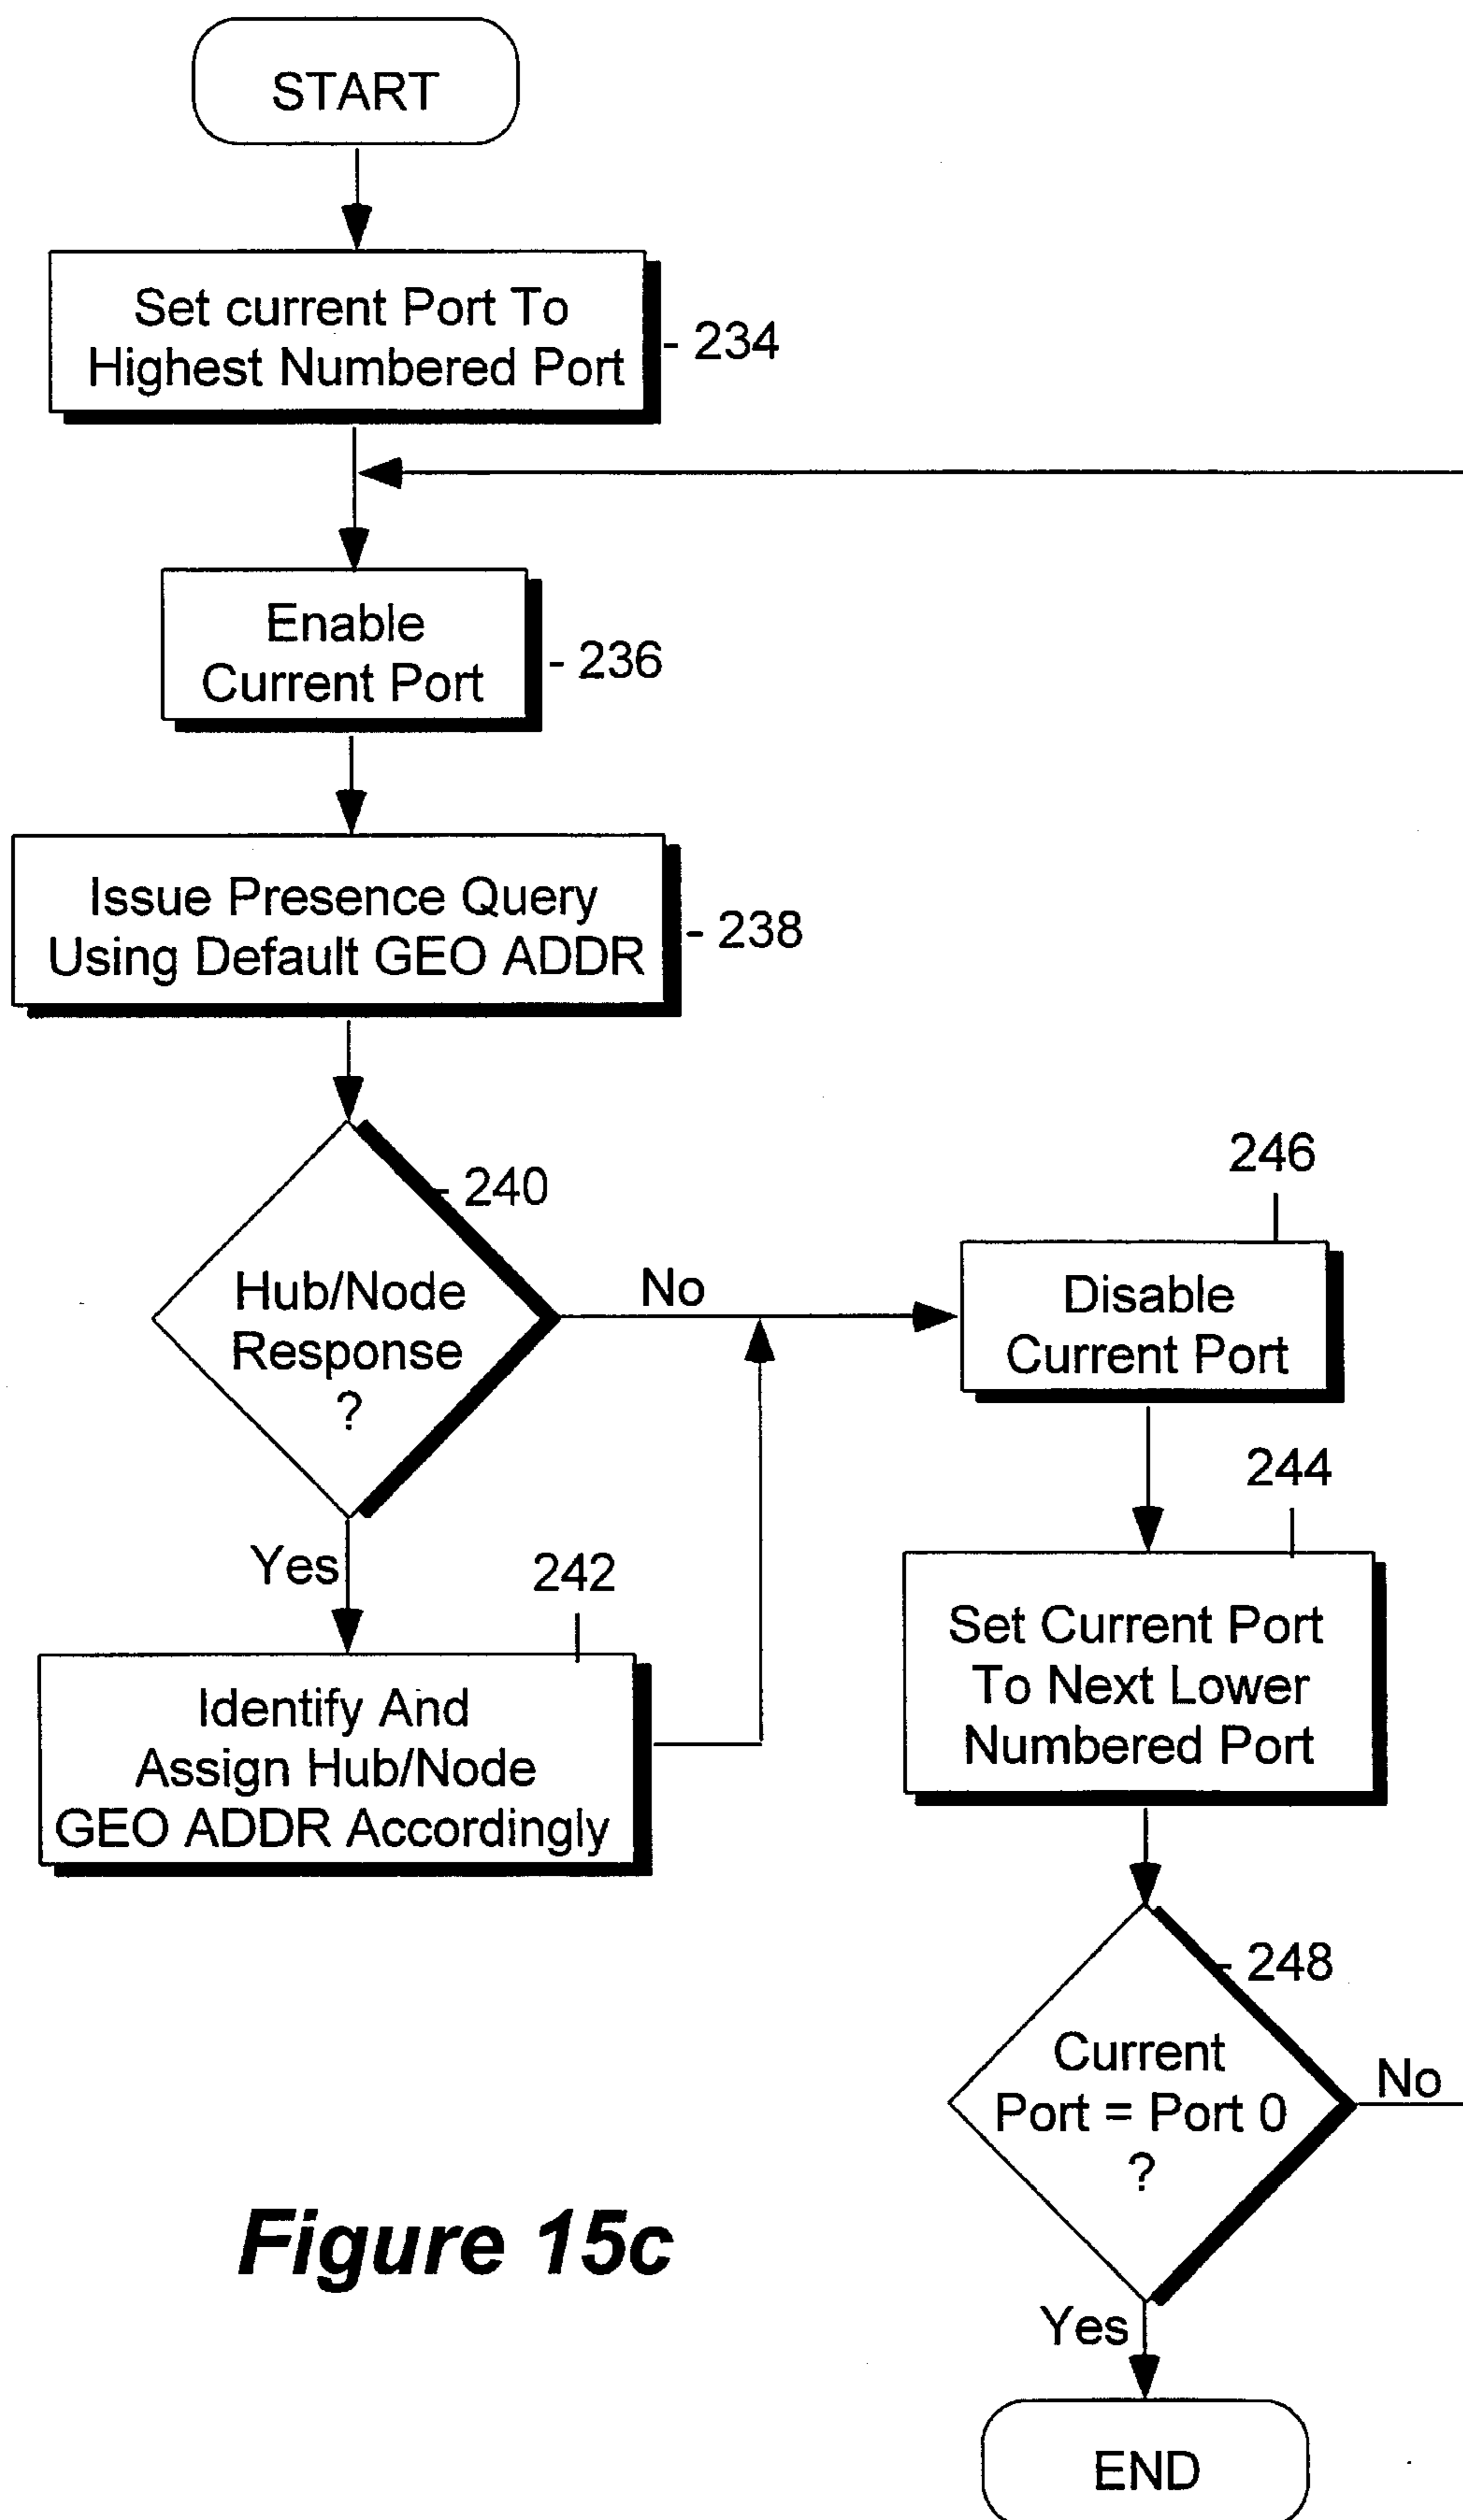 START
Set current Port To
Highest Numbered Port
- 234
Enable
Current Port
- 236
Issue Presence Query
Using Default GEO ADDR
- 238
- 240
Hub/Node
Response
?
No
Yes
242
Identify And
Assign Hub/Node
GEO ADDR Accordingly
246
Disable
Current Port
244
Set Current Port
To Next Lower
Numbered Port
- 248
Current
Port = Port 0
?
No
Yes
END
Figure 15c